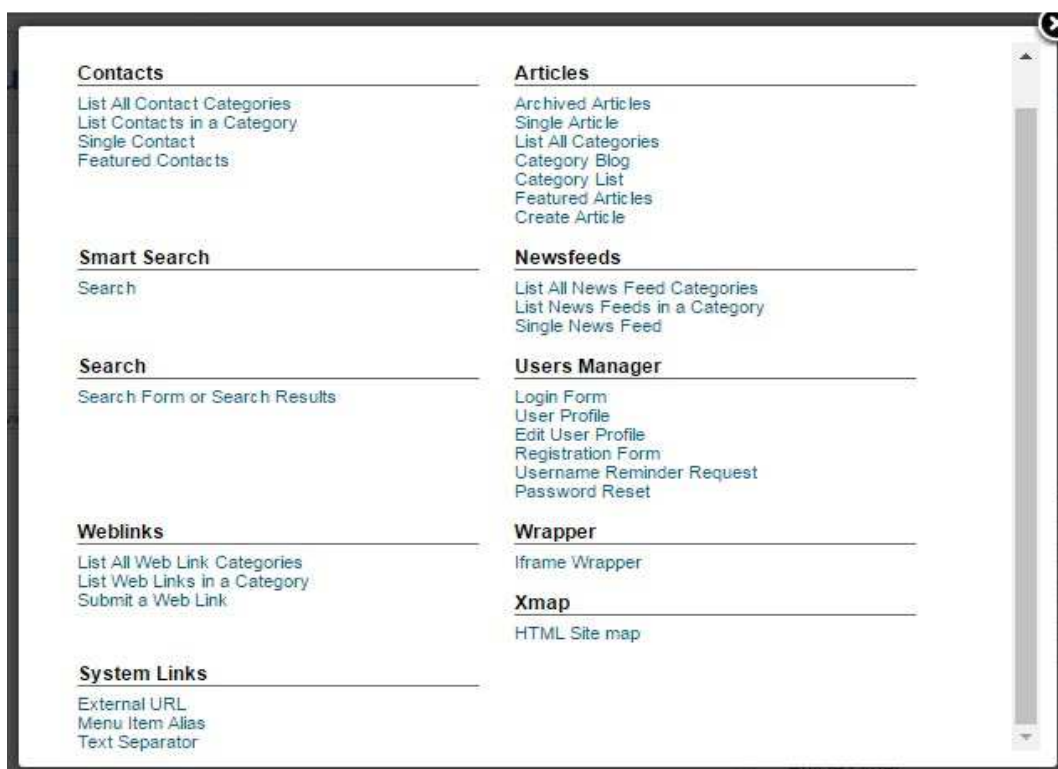 Contacts
List All Contact Categories
List Contacts in a Category
Single Contact
Featured Contacts
Articles
Archived Articles
Single Article
List All Categories
Category Blog
Category List
Featured Articles
Create Article
Smart Search
Search
Newsfeeds
List All News Feed Categories
List News Feeds in a Category
Single News Feed
Search
Search Form or Search Results
Users Manager
Login Form
User Profile
Edit User Profile
Registration Form
Username Reminder Request
Password Reset
Weblinks
List All Web Link Categories
List Web Links in a Category
Submit a Web Link
Wrapper
Iframe Wrapper
Xmap
HTML Site map
System Links
External URL
Menu Item Alias
Text Separator